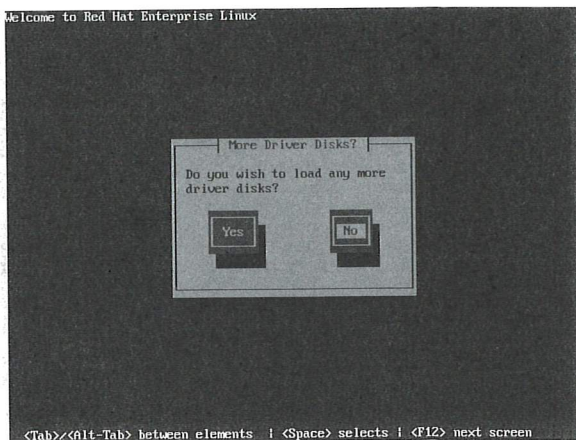 Welcome to Red Hat Enterprise Linux
More Driver Disks?
Do you wish to load any more
driver disks?
Yes
No
<Tab>/<Alt-Tab> between elements | <Space> selects | <F12> next screen